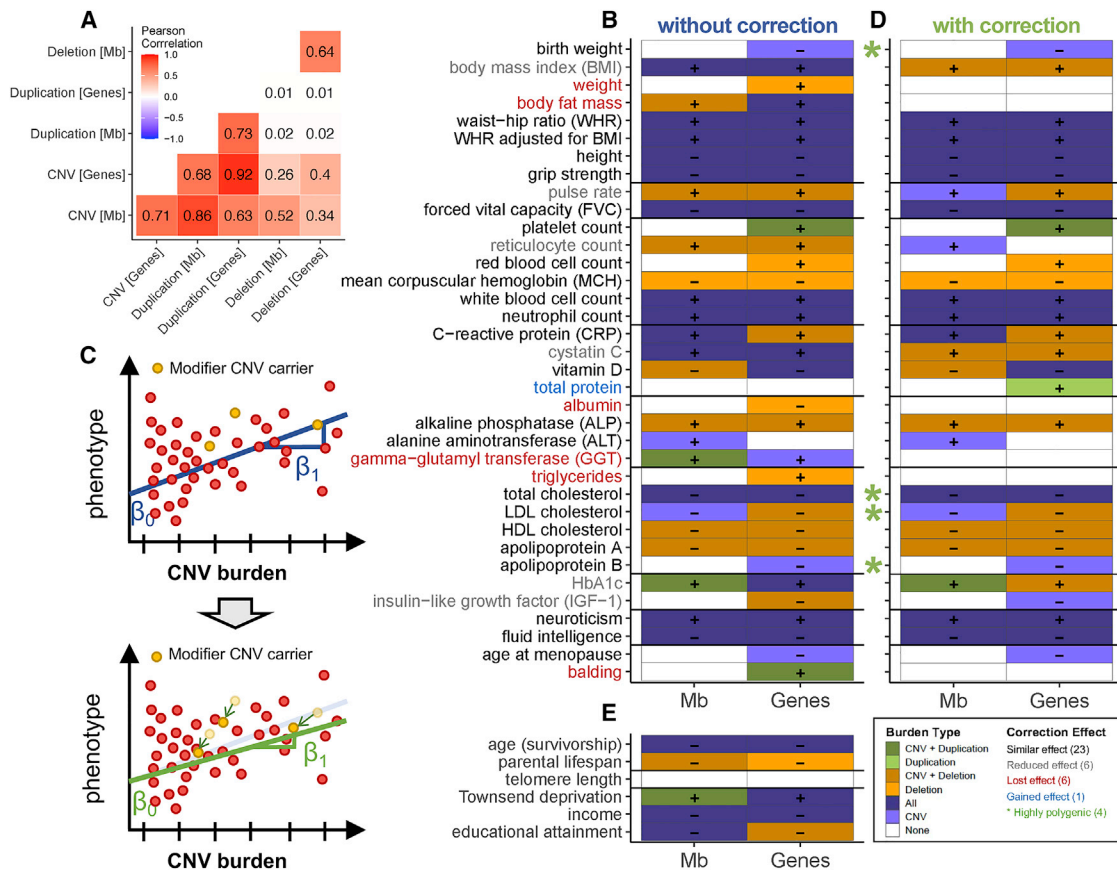 A
Pearson
Corrrelation
1.0
0.5
0.0
−0.5
−1.0
Deletion [Mb]
0.64
Duplication [Genes]
0.01 0.01
Duplication [Mb]
0.73 0.02 0.02
CNV [Genes]
0.68 0.92 0.26 0.4
CNV [Mb]
0.71 0.86 0.63 0.52 0.34
CNV [Genes]
Duplication [Mb]
Duplication [Genes]
Deletion [Mb]
Deletion [Genes]
B without correction
D with correction
birth weight − * −
body mass index (BMI) + + + +
weight +
body fat mass + +
waist−hip ratio (WHR) + + + +
WHR adjusted for BMI + + + +
height − − − −
grip strength − − − −
pulse rate + + + +
forced vital capacity (FVC) − − − −
platelet count + +
reticulocyte count + + +
red blood cell count + +
mean corpuscular hemoglobin (MCH) − − − −
white blood cell count + + + +
neutrophil count + + + +
C−reactive protein (CRP) + + + +
cystatin C + + + +
vitamin D − − − −
total protein +
albumin −
alkaline phosphatase (ALP) + + + +
alanine aminotransferase (ALT) + +
gamma−glutamyl transferase (GGT) + +
triglycerides +
total cholesterol − − * − −
LDL cholesterol − − * − −
HDL cholesterol − − − −
apolipoprotein A − − − −
apolipoprotein B − * −
HbA1c + + + +
insulin−like growth factor (IGF−1) − −
neuroticism + + + +
fluid intelligence − − − −
age at menopause − −
balding +
Mb Genes
Mb Genes
C
Modifier CNV carrier
phenotype
β0
β1
CNV burden
Modifier CNV carrier
phenotype
β0
β1
CNV burden
E
age (survivorship) − −
parental lifespan − −
telomere length
Townsend deprivation + +
income − −
educational attainment − −
Mb Genes
Burden Type
CNV + Duplication
Duplication
CNV + Deletion
Deletion
All
CNV
None
Correction Effect
Similar effect (23)
Reduced effect (6)
Lost effect (6)
Gained effect (1)
* Highly polygenic (4)